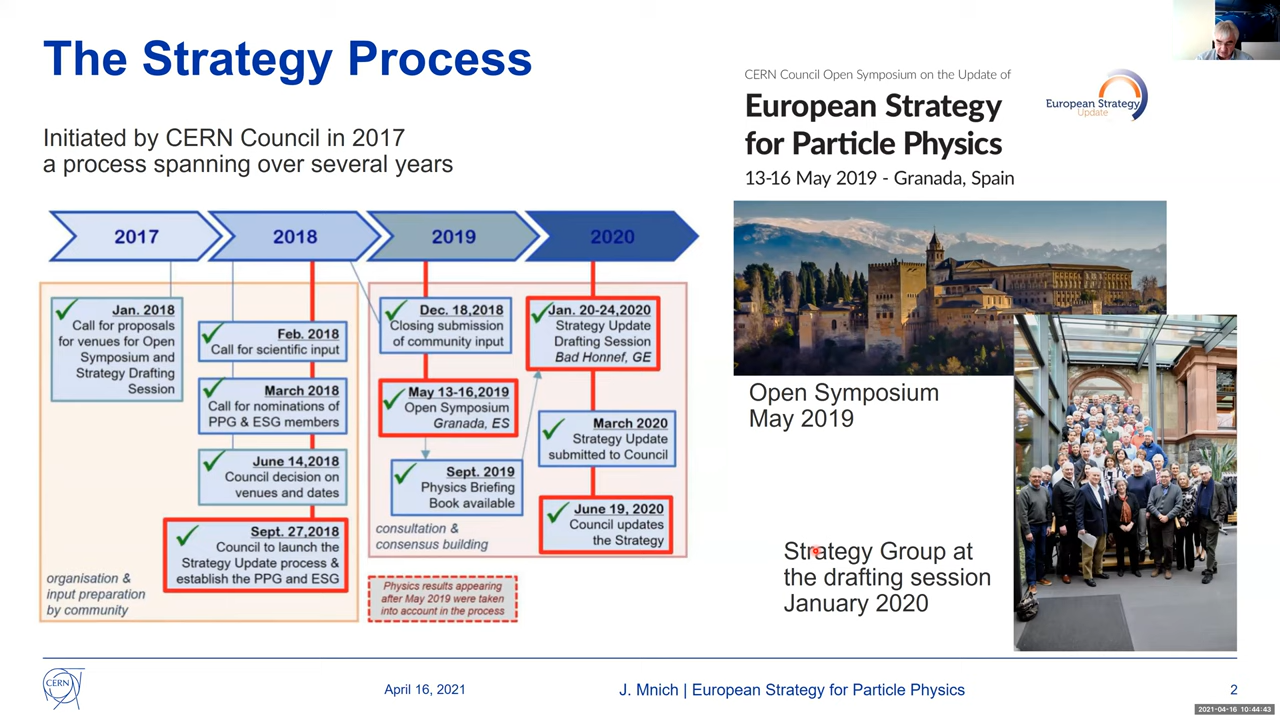 The Strategy Process
Initiated by CERN Council in 2017
a process spanning over several years
2017
2018
2019
2020
Jan. 2018
Call for proposals
for venues for Open
Symposium and
Strategy Drafting
Session
Feb. 2018
Call for scientific input
March 2018
Call for nominations of
PPG & ESG members
June 14,2018
Council decision on
venues and dates
Sept. 27,2018
Council to launch the
Strategy Update process &
establish the PPG and ESG
organisation &
input preparation
by community
Dec. 18,2018
Closing submission
of community input
May 13-16,2019
Open Symposium
Granada, ES
Sept. 2019
Physics Briefing
Book available
consultation &
consensus building
Jan. 20-24,2020
Strategy Update
Drafting Session
Bad Honnef, GE
March 2020
Strategy Update
submitted to Council
June 19, 2020
Council updates
the Strategy
Physics results appearing
after May 2019 were taken
into account in the process
CERN Council Open Symposium on the Update of
European Strategy
for Particle Physics
13-16 May 2019 - Granada, Spain
European Strategy
Update
Open Symposium
May 2019
Strategy Group at
the drafting session
January 2020
CERN
April 16, 2021
J. Mnich | European Strategy for Particle Physics
2
2021-04-16 10:44:43